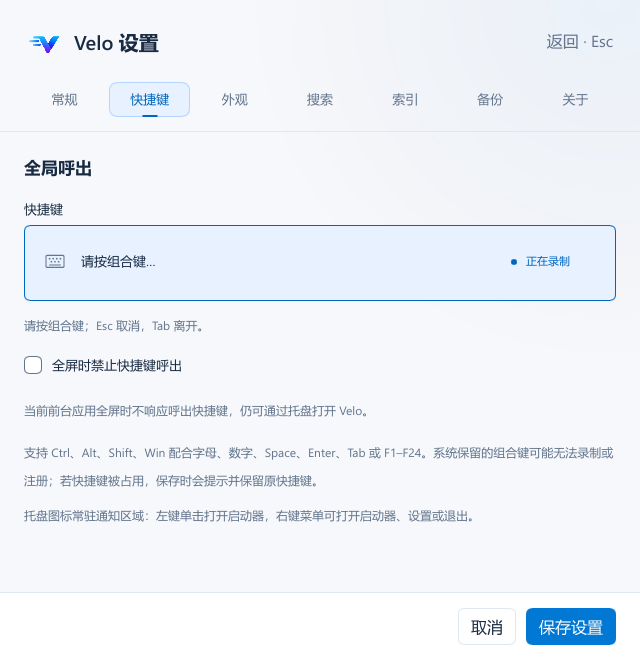 Velo 设置
返回 · Esc
常规
快捷键
外观
搜索
索引
备份
关于
全局呼出
快捷键
请按组合键...
正在录制
请按组合键；Esc 取消，Tab 离开。
全屏时禁止快捷键呼出
当前前台应用全屏时不响应呼出快捷键，仍可通过托盘打开 Velo。
支持 Ctrl、Alt、Shift、Win 配合字母、数字、Space、Enter、Tab 或 F1–F24。系统保留的组合键可能无法录制或
注册；若快捷键被占用，保存时会提示并保留原快捷键。
托盘图标常驻通知区域：左键单击打开启动器，右键菜单可打开启动器、设置或退出。
取消
保存设置